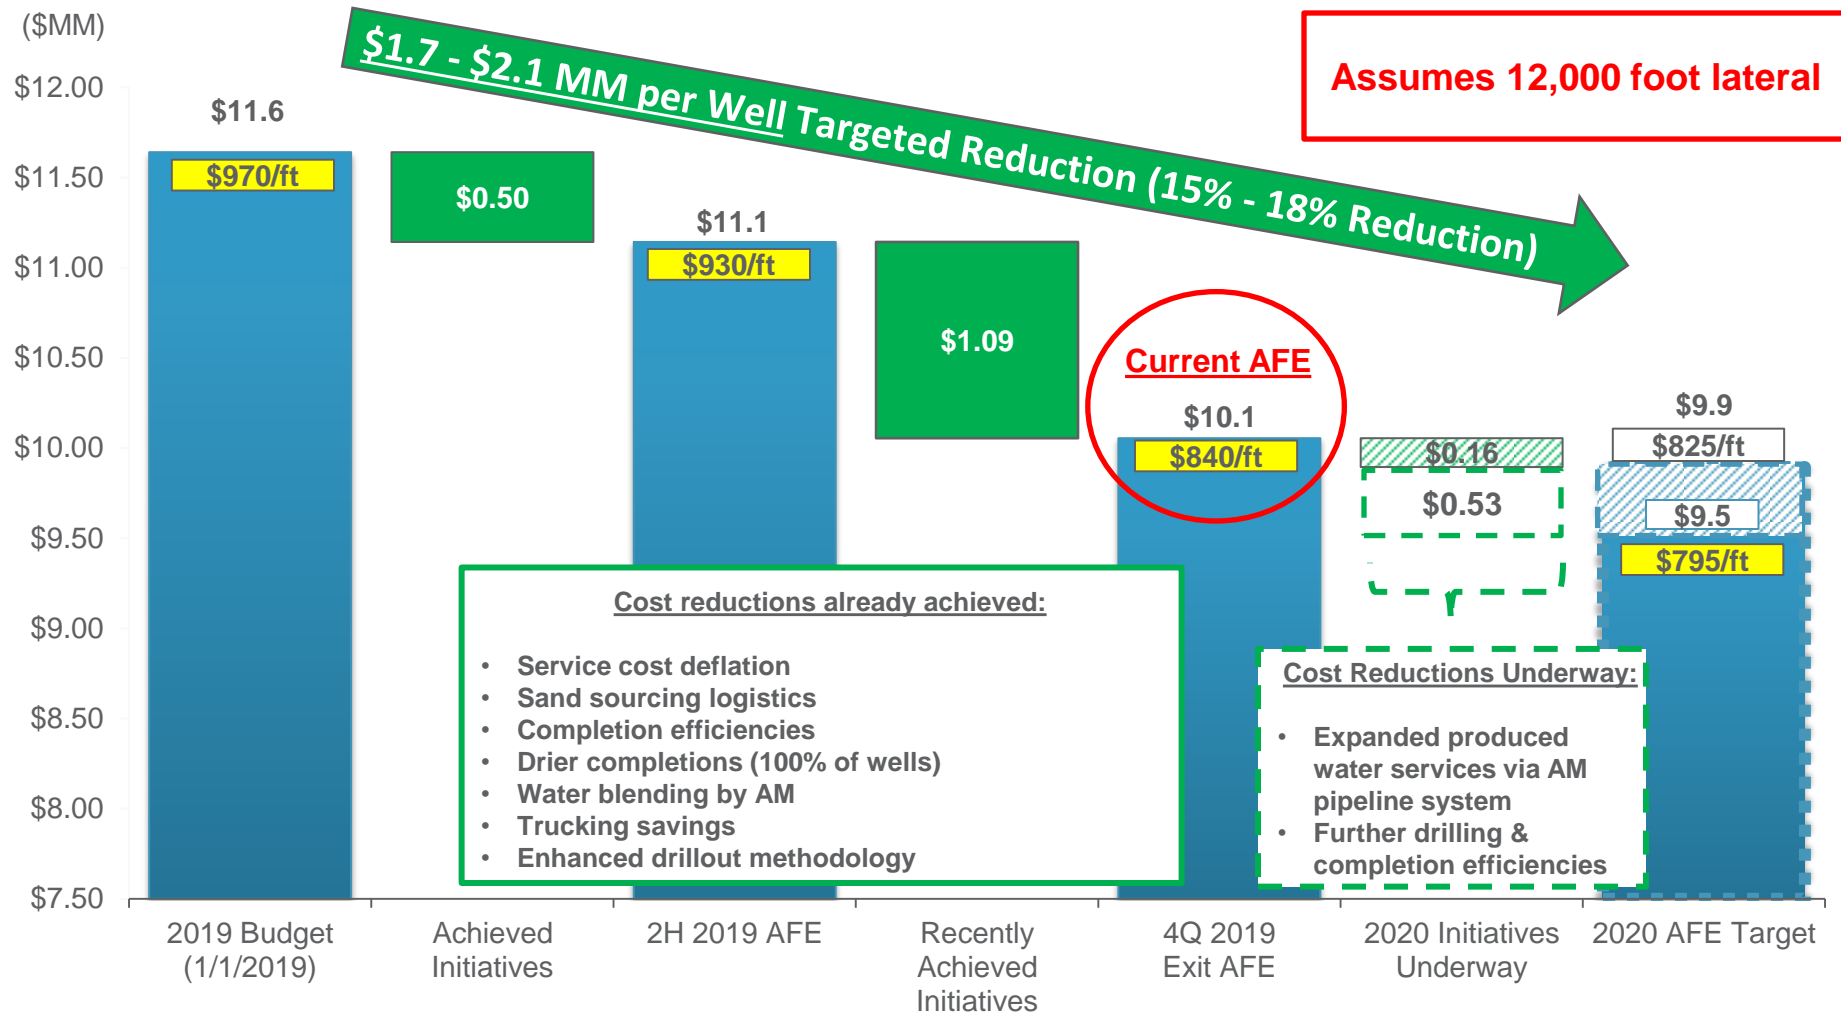 ($MM)
$12.00
$11.50
$11.00
$10.50
$10.00
$9.50
$9.00
$8.50
$8.00
$7.50
$1.7 - $2.1 MM per Well Targeted Reduction (15% - 18% Reduction)
Assumes 12,000 foot lateral
$11.6
$970/ft
$0.50
$11.1
$930/ft
$1.09
Current AFE
$10.1
$840/ft
$0.16
$0.53
$9.9
$825/ft
$9.5
$795/ft
Cost reductions already achieved:
• Service cost deflation
• Sand sourcing logistics
• Completion efficiencies
• Drier completions (100% of wells)
• Water blending by AM
• Trucking savings
• Enhanced drillout methodology
Cost Reductions Underway:
• Expanded produced
water services via AM
pipeline system
• Further drilling &
completion efficiencies
2019 Budget
(1/1/2019)
Achieved
Initiatives
2H 2019 AFE
Recently
Achieved
Initiatives
4Q 2019
Exit AFE
2020 Initiatives
Underway
2020 AFE Target